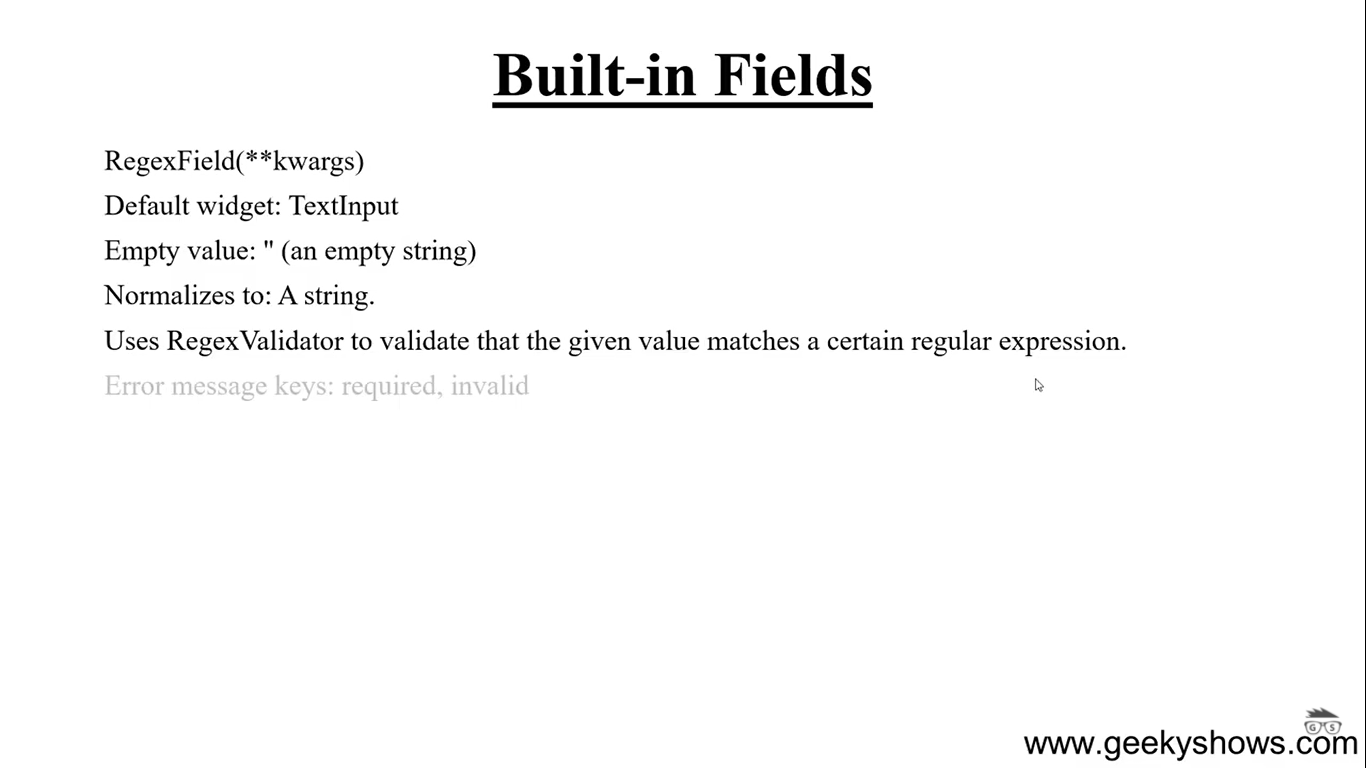 Built-in Fields
RegexField(**kwargs)
Default widget: TextInput
Empty value: '' (an empty string)
Normalizes to: A string.
Uses RegexValidator to validate that the given value matches a certain regular expression.
Error message keys: required, invalid
G S
www.geekyshows.com